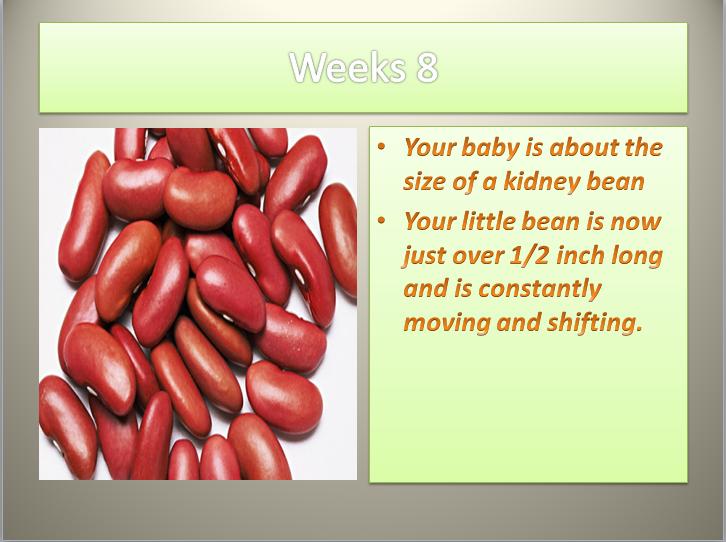 Weeks 8
• Your baby is about the
size of a kidney bean
• Your little bean is now
just over 1/2 inch long
and is constantly
moving and shifting.